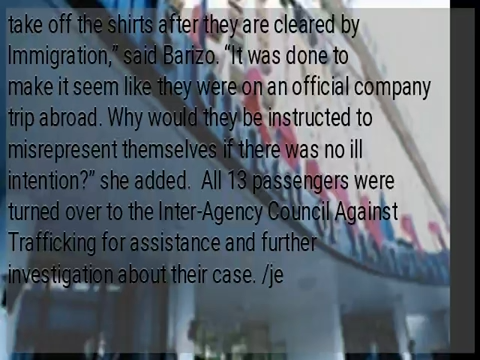 take off the shirts after they are cleared by
Immigration,” said Barizo. “It was done to
make it seem like they were on an official company
trip abroad. Why would they be instructed to
misrepresent themselves if there was no ill
intention?” she added.  All 13 passengers were
turned over to the Inter-Agency Council Against
Trafficking for assistance and further
investigation about their case. /je